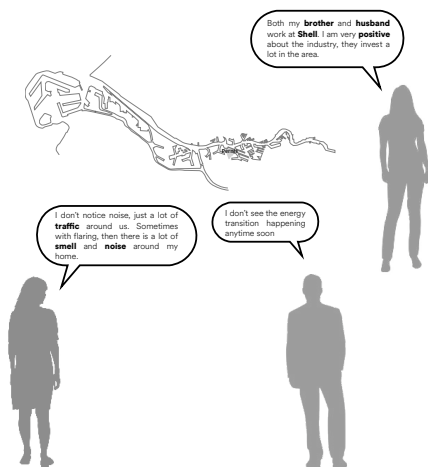 Both my brother and husband
work at Shell. I am very positive
about the industry, they invest a
lot in the area.
I don't notice noise, just a lot of
traffic around us. Sometimes
with flaring, then there is a lot of
smell and noise around my
home.
I don't see the energy
transition happening
anytime soon